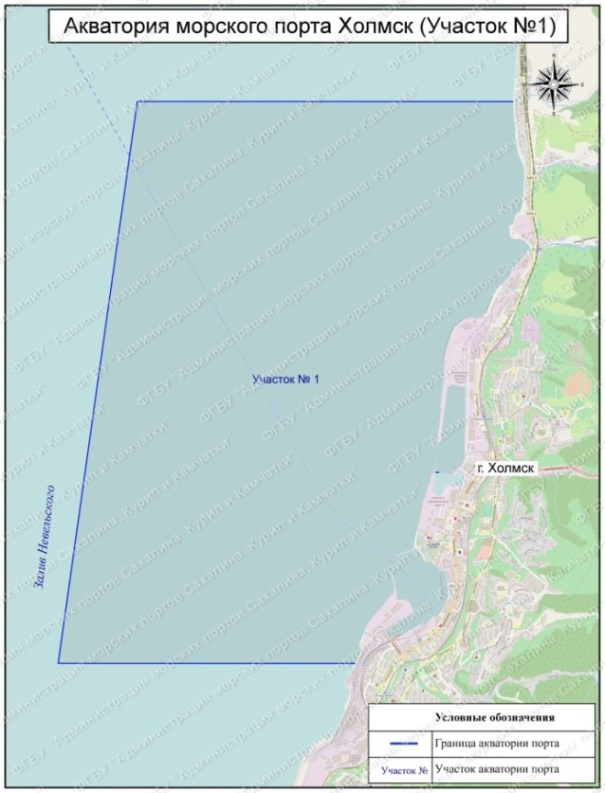 Акватория морского порта Холмск (Участок №1)
N
Участок № 1
г. Холмск
Залив Невельского
Условные обозначения
Граница акватории порта
Участок №
Участок акватории порта
ФГБУ "Администрация морских портов Сахалина, Курил и Камчатки"